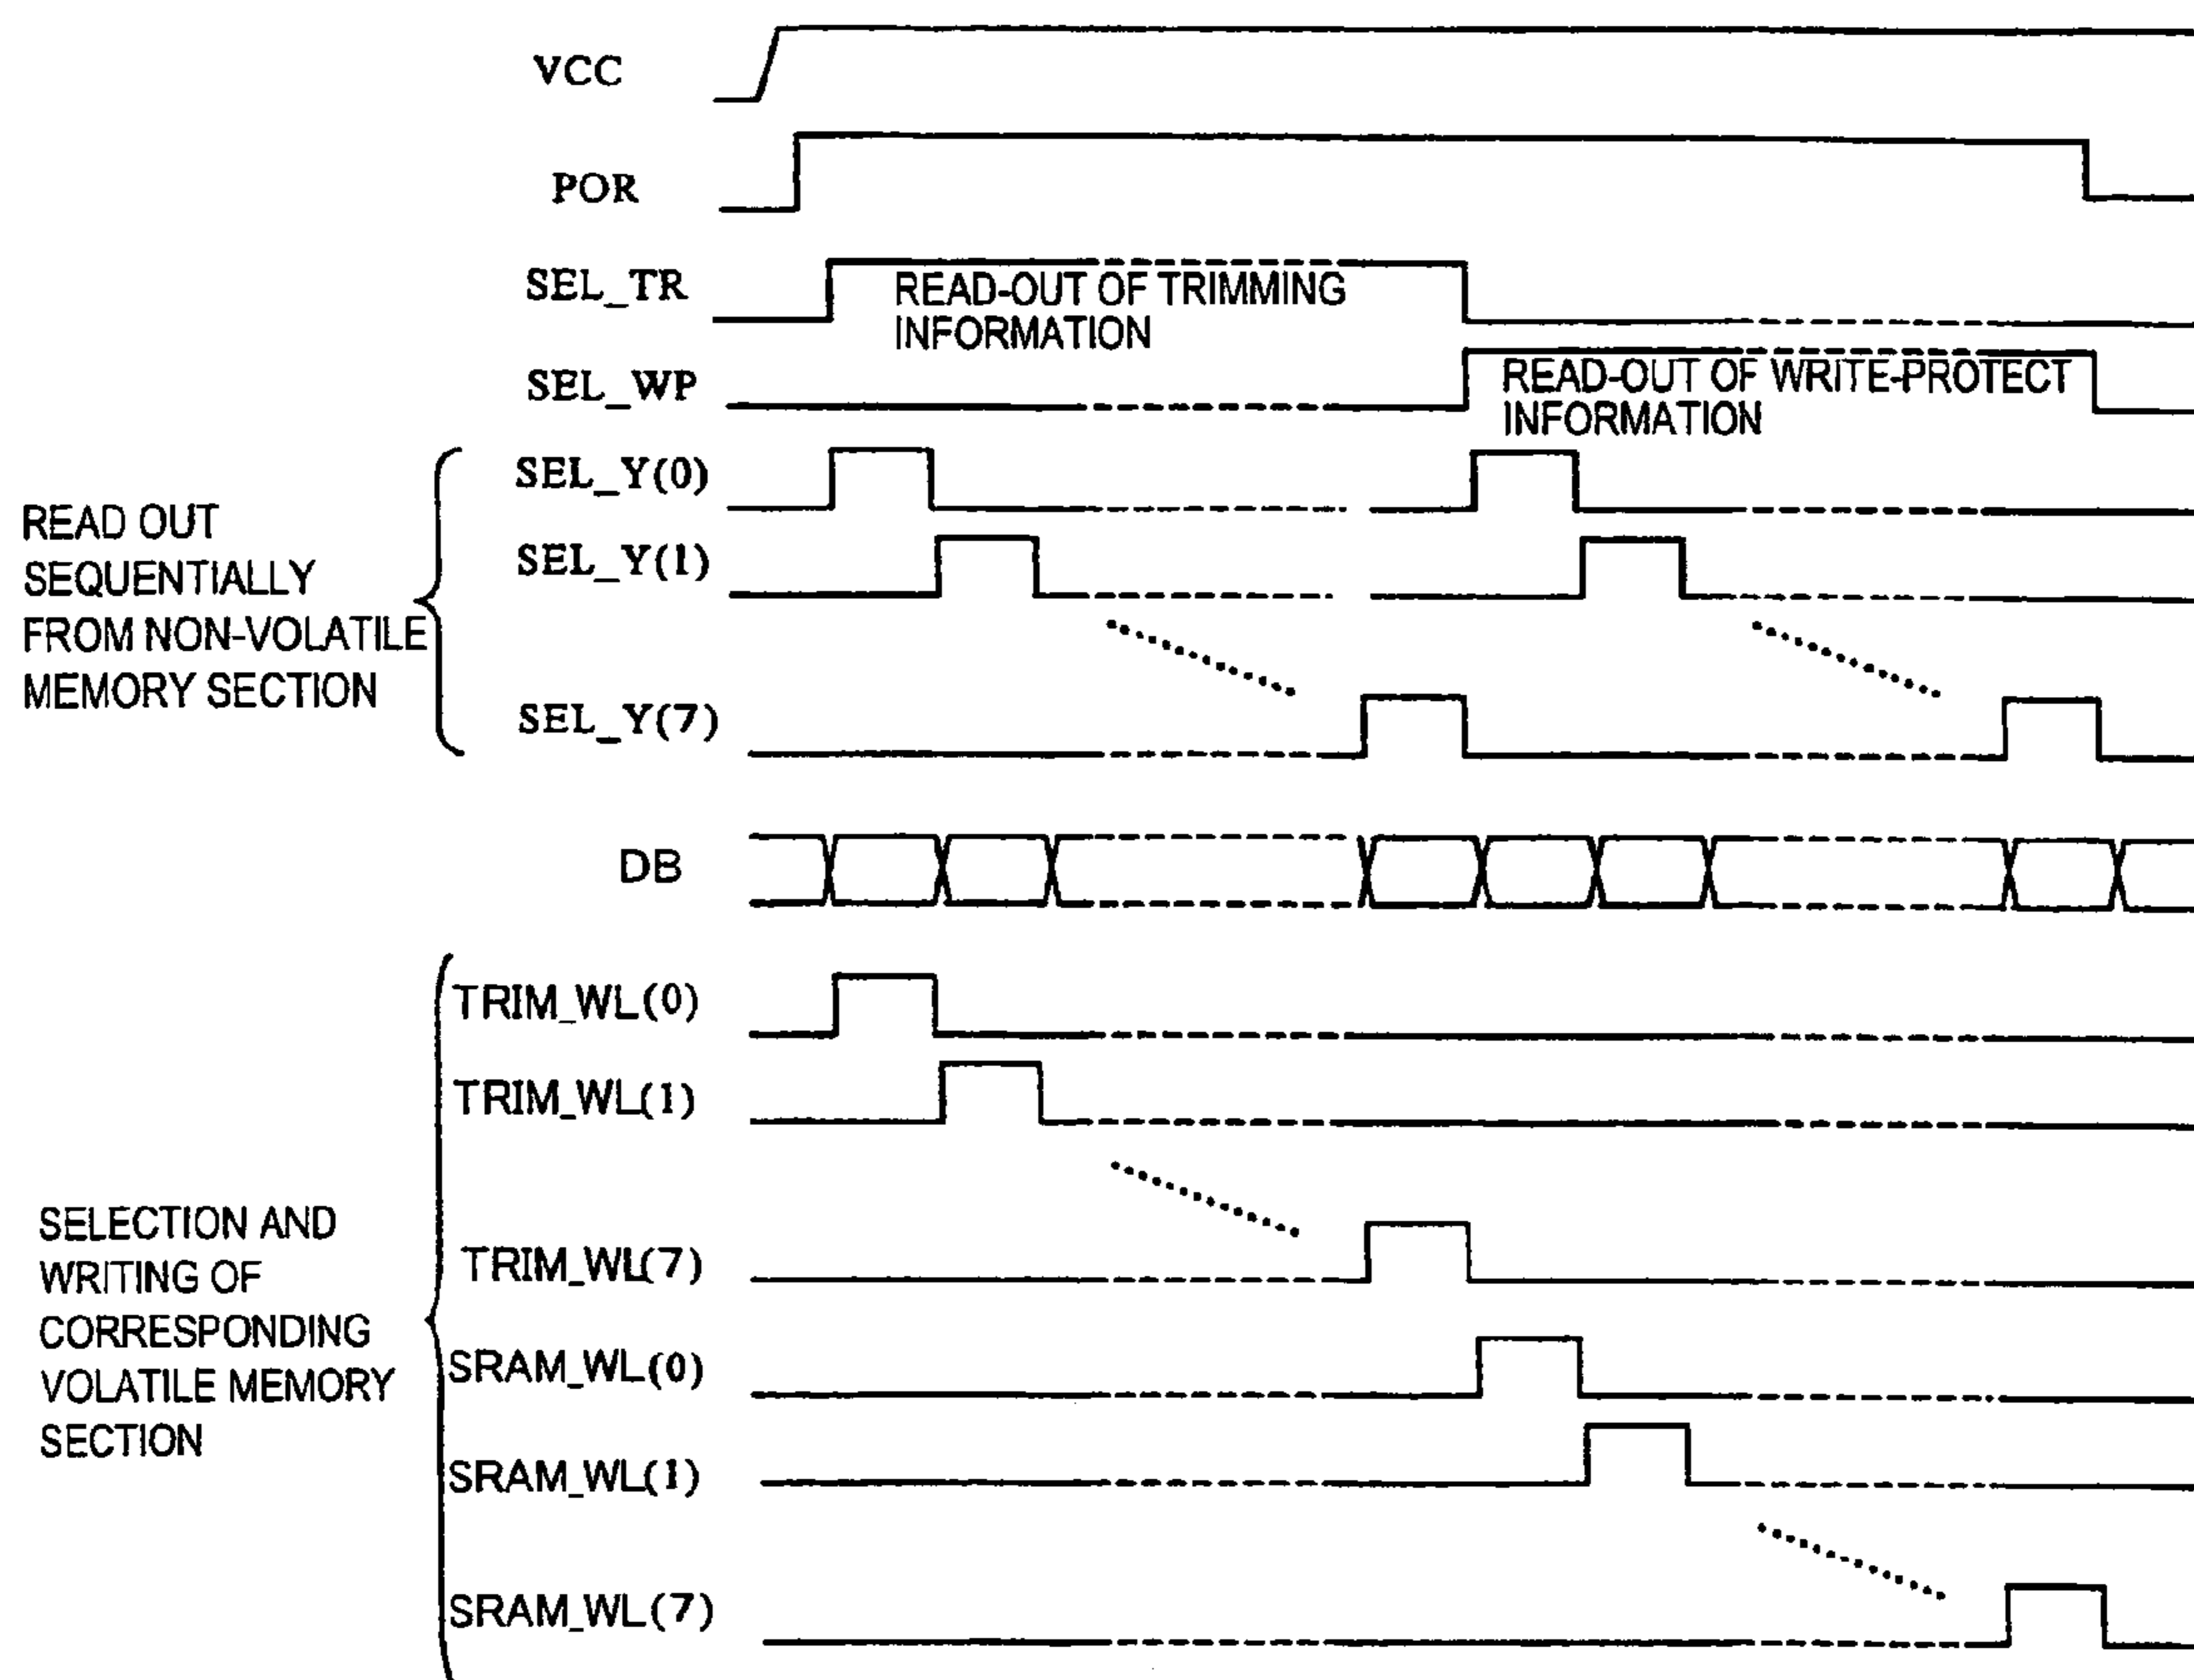 VCC
POR
SEL_TR
READ-OUT OF TRIMMING
INFORMATION
SEL_WP
READ-OUT OF WRITE-PROTECT
INFORMATION
READ OUT
SEQUENTIALLY
FROM NON-VOLATILE
MEMORY SECTION
SEL_Y(0)
SEL_Y(1)
SEL_Y(7)
DB
SELECTION AND
WRITING OF
CORRESPONDING
VOLATILE MEMORY
SECTION
TRIM_WL(0)
TRIM_WL(1)
TRIM_WL(7)
SRAM_WL(0)
SRAM_WL(1)
SRAM_WL(7)